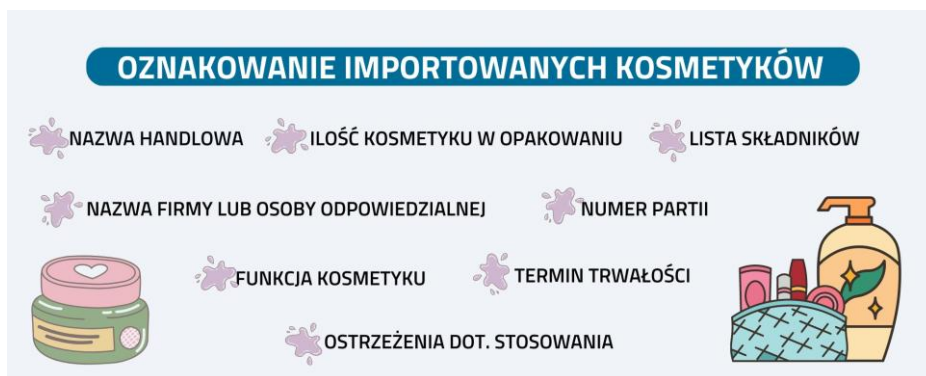 OZNAKOWANIE IMPORTOWANYCH KOSMETYKÓW
NAZWA HANDLOWA
ILOŚĆ KOSMETYKU W OPAKOWANIU
LISTA SKŁADNIKÓW
NAZWA FIRMY LUB OSOBY ODPOWIEDZIALNEJ
NUMER PARTII
FUNKCJA KOSMETYKU
TERMIN TRWAŁOŚCI
OSTRZEŻENIA DOT. STOSOWANIA